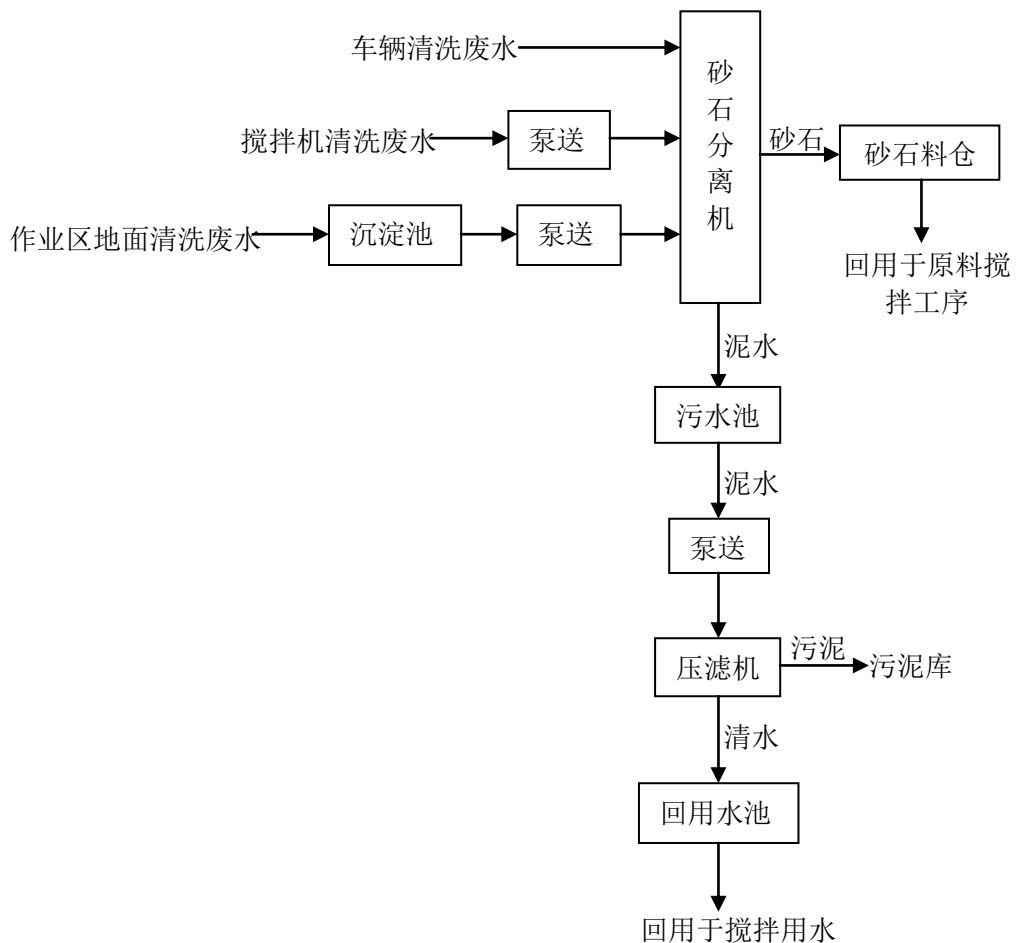 车辆清洗废水
砂石分离机
搅拌机清洗废水
泵送
砂石
砂石料仓
作业区地面清洗废水
沉淀池
泵送
回用于原料搅
拌工序
泥水
污水池
泥水
泵送
压滤机
污泥
污泥库
清水
回用水池
回用于搅拌用水